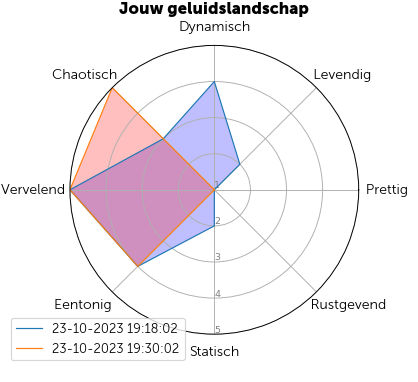 Jouw geluidslandschap
Dynamisch
Chaotisch
Levendig
Vervelend
1
Prettig
2
3
4
Eentonig
Rustgevend
5
Statisch
23-10-2023 19:18:02
23-10-2023 19:30:02